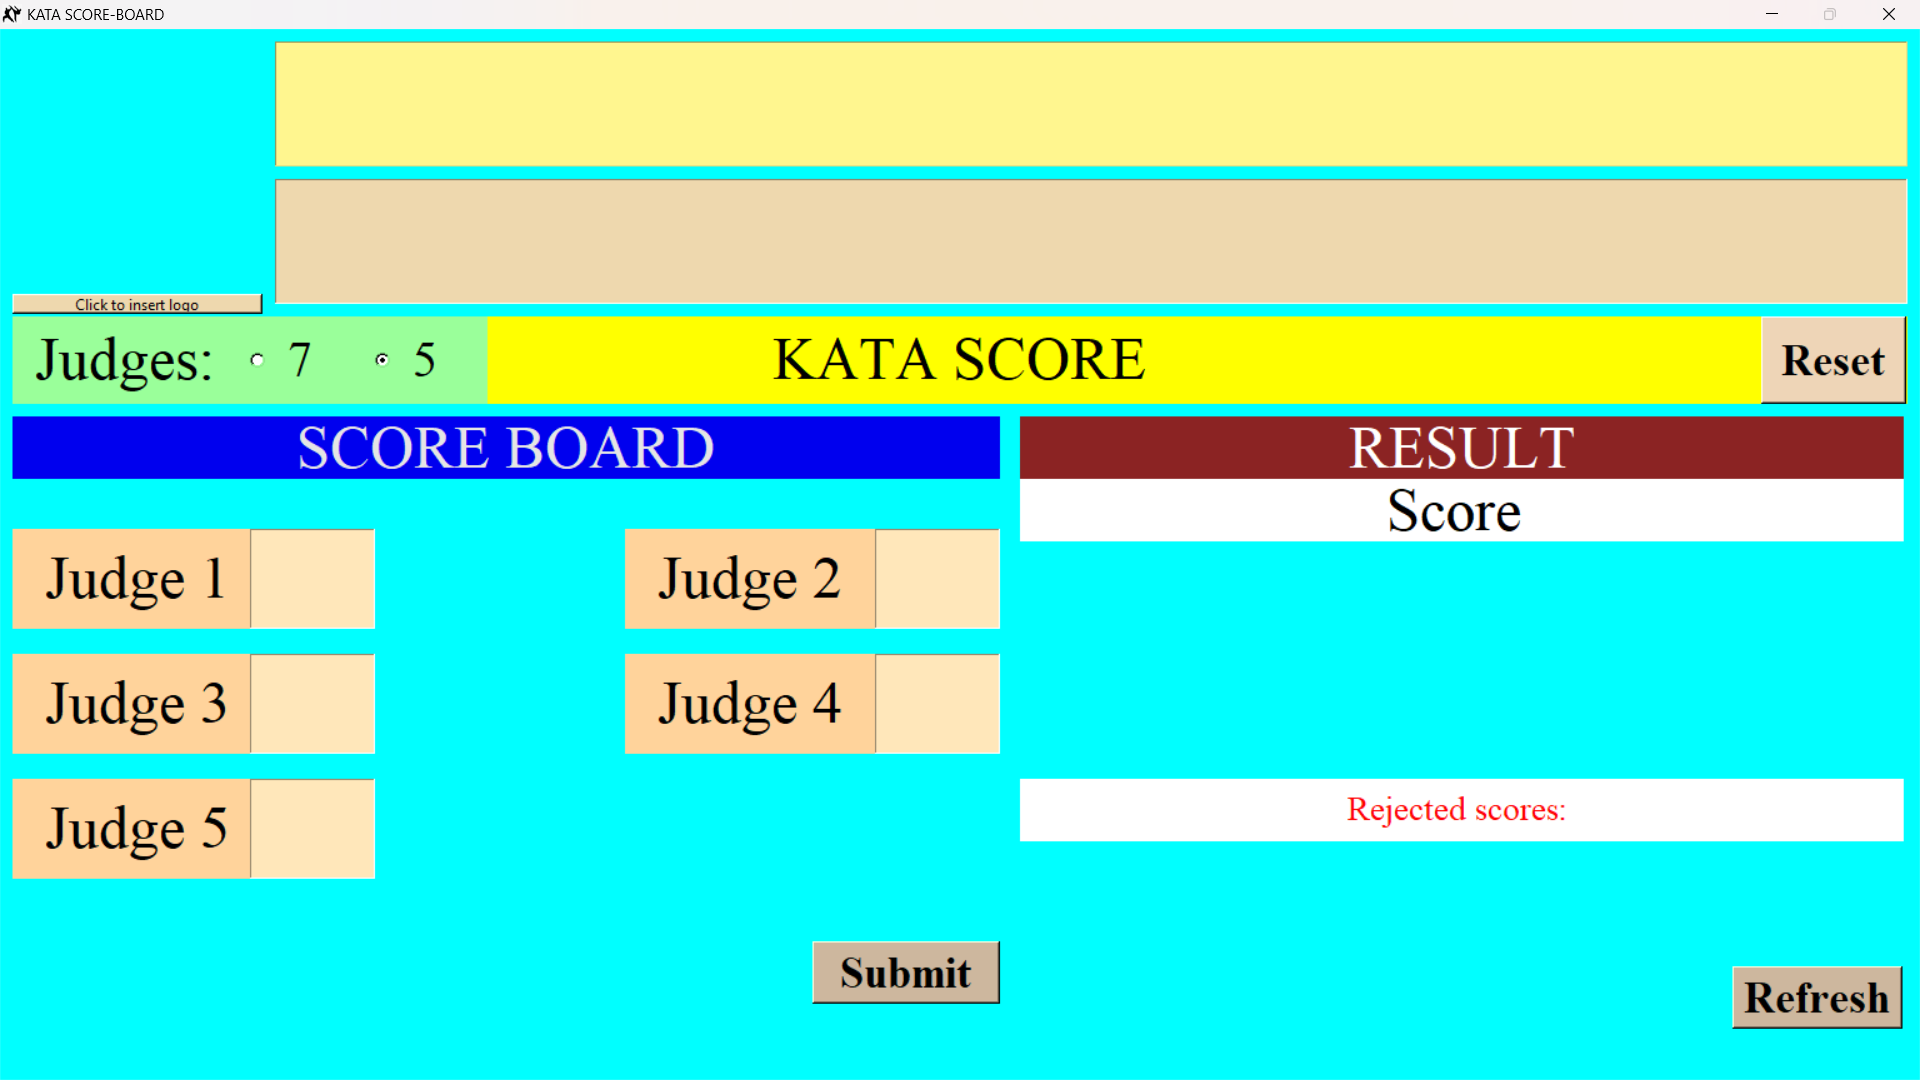 KATA SCORE-BOARD
Click to insert logo
Judges: 7 5
KATA SCORE
Reset
SCORE BOARD
RESULT
Score
Judge 1
Judge 2
Judge 3
Judge 4
Judge 5
Rejected scores:
Submit
Refresh